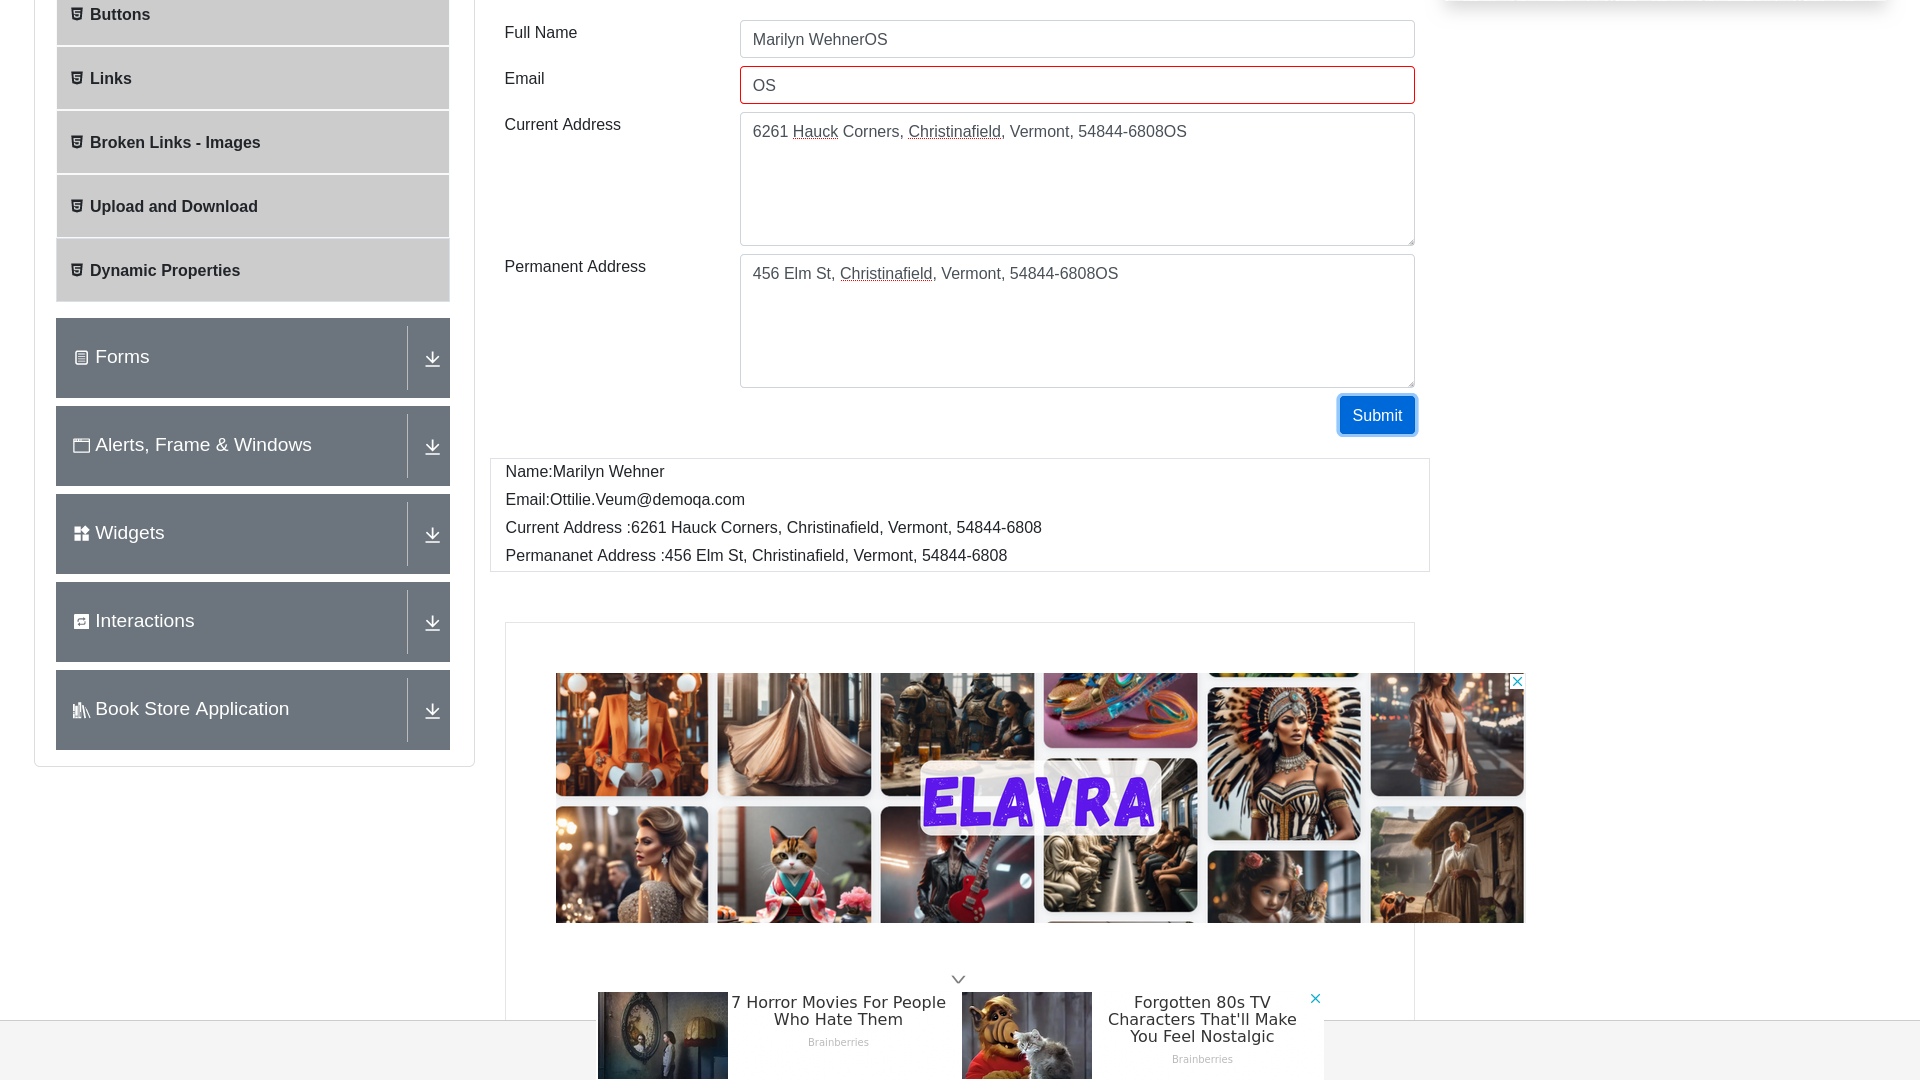 Buttons
Links
Broken Links - Images
Upload and Download
Dynamic Properties
Forms
Alerts, Frame & Windows
Widgets
Interactions
Book Store Application
Full Name
Marilyn WehnerOS
Email
OS
Current Address
6261 Hauck Corners, Christinafield, Vermont, 54844-6808OS
Permanent Address
456 Elm St, Christinafield, Vermont, 54844-6808OS
Submit
Name:Marilyn Wehner
Email:Ottilie.Veum@demoqa.com
Current Address :6261 Hauck Corners, Christinafield, Vermont, 54844-6808
Permananet Address :456 Elm St, Christinafield, Vermont, 54844-6808
ELAVRA
7 Horror Movies For People
Who Hate Them
Brainberries
Forgotten 80s TV
Characters That'll Make
You Feel Nostalgic
Brainberries